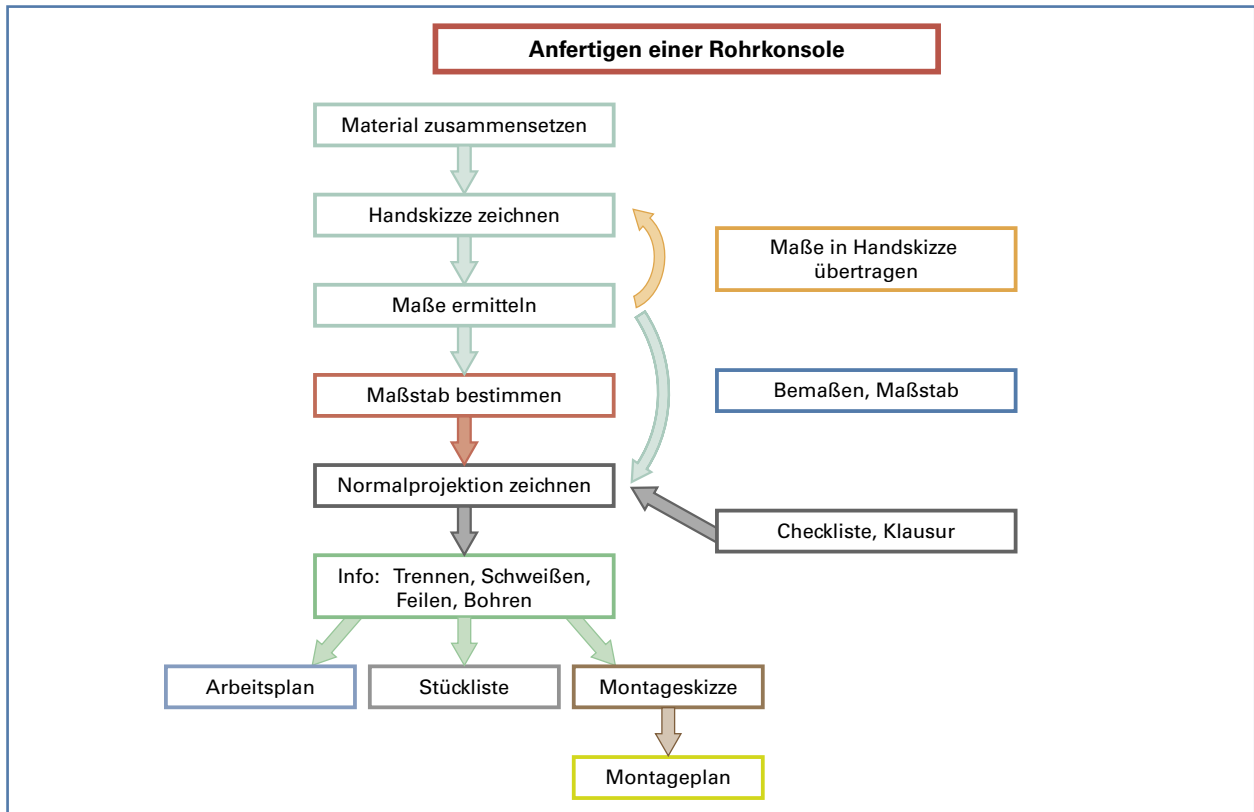 Anfertigen einer Rohrkonsole
Material zusammensetzen
Handskizze zeichnen
Maße in Handskizze
übertragen
Maße ermitteln
Maßstab bestimmen
Bemaßen, Maßstab
Normalprojektion zeichnen
Checkliste, Klausur
Info: Trennen, Schweißen,
Feilen, Bohren
Arbeitsplan
Stückliste
Montageskizze
Montageplan